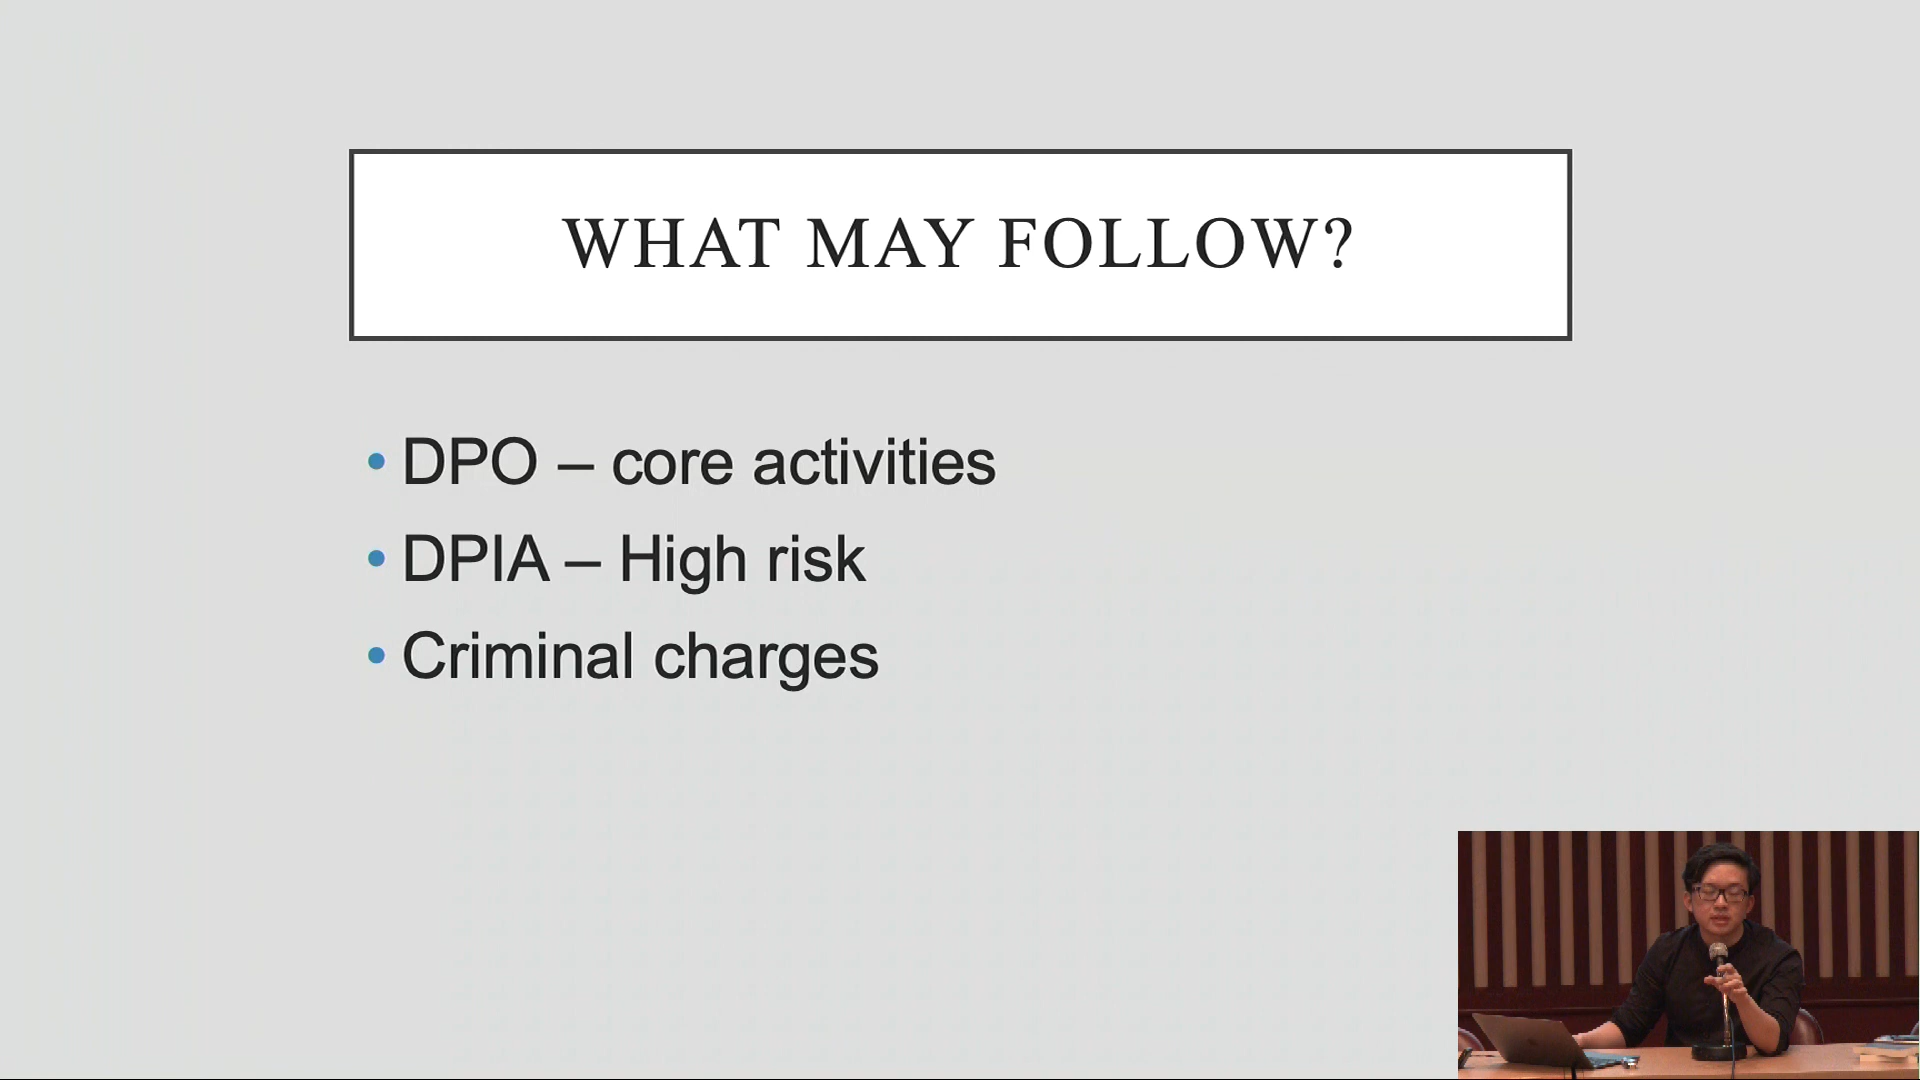 WHAT MAY FOLLOW?
• DPO – core activities
• DPIA – High risk
• Criminal charges